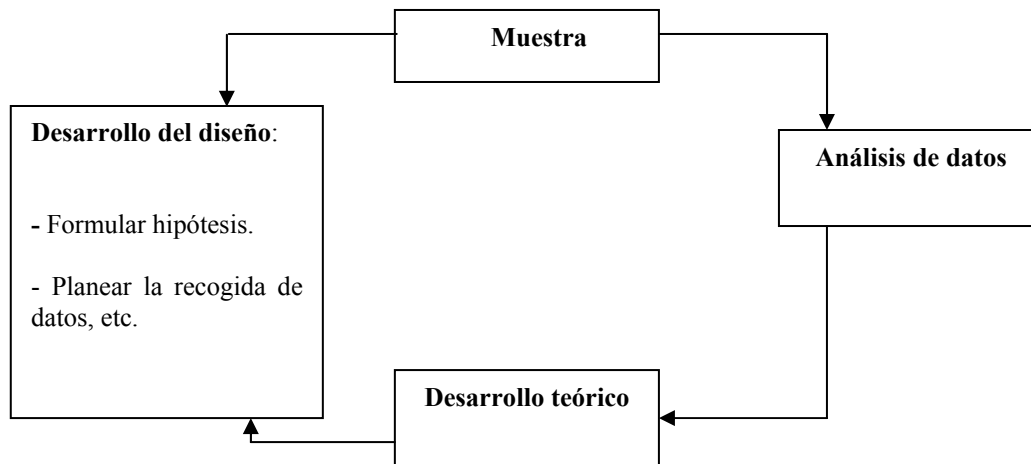 Muestra
Desarrollo del diseño:
- Formular hipótesis.
- Planear la recogida de
datos, etc.
Análisis de datos
Desarrollo teórico